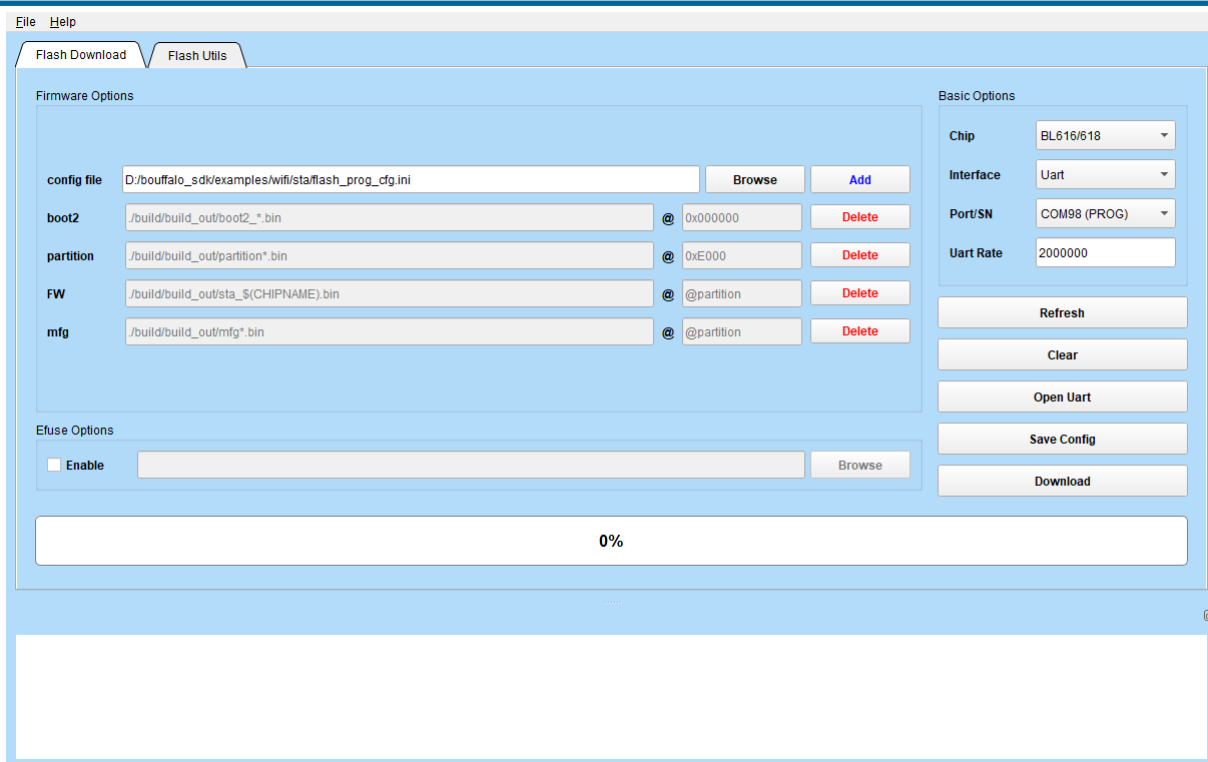 File Help
Flash Download Flash Utils
Firmware Options
config file D:/bouffalo_sdk/examples/wifi/sta/flash_prog_cfg.ini Browse Add
boot2 ./build/build_out/boot2_*.bin @ 0x000000 Delete
partition ./build/build_out/partition*.bin @ 0xE000 Delete
FW ./build/build_out/sta_$(CHIPNAME).bin @ @partition Delete
mfg ./build/build_out/mfg*.bin @ @partition Delete
Efuse Options
Enable Browse
Basic Options
Chip BL616/618
Interface Uart
Port/SN COM98 (PROG)
Uart Rate 2000000
Refresh
Clear
Open Uart
Save Config
Download
0%